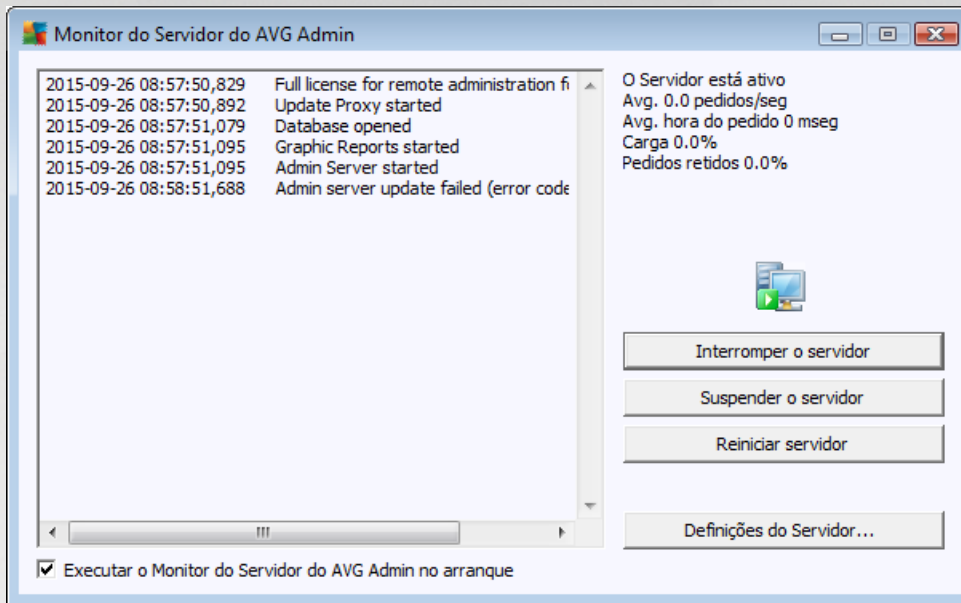 Monitor do Servidor do AVG Admin
2015-09-26 08:57:50,829 Full license for remote administration
2015-09-26 08:57:50,892 Update Proxy started
2015-09-26 08:57:51,079 Database opened
2015-09-26 08:57:51,095 Graphic Reports started
2015-09-26 08:57:51,095 Admin Server started
2015-09-26 08:58:51,688 Admin server update failed (error code
O Servidor está ativo
Avg. 0.0 pedidos/seg
Avg. hora do pedido 0 mseg
Carga 0.0%
Pedidos retidos 0.0%
Interromper o servidor
Suspender o servidor
Reiniciar servidor
Definições do Servidor...
Executar o Monitor do Servidor do AVG Admin no arranque